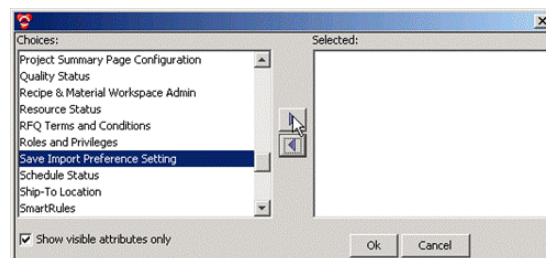 Choices:
Selected:
Project Summary Page Configuration
Quality Status
Recipe & Material Workspace Admin
Resource Status
RFQ Terms and Conditions
Roles and Privileges
Save Import Preference Setting
Schedule Status
Ship-To Location
SmartRules
Show visible attributes only
Ok
Cancel